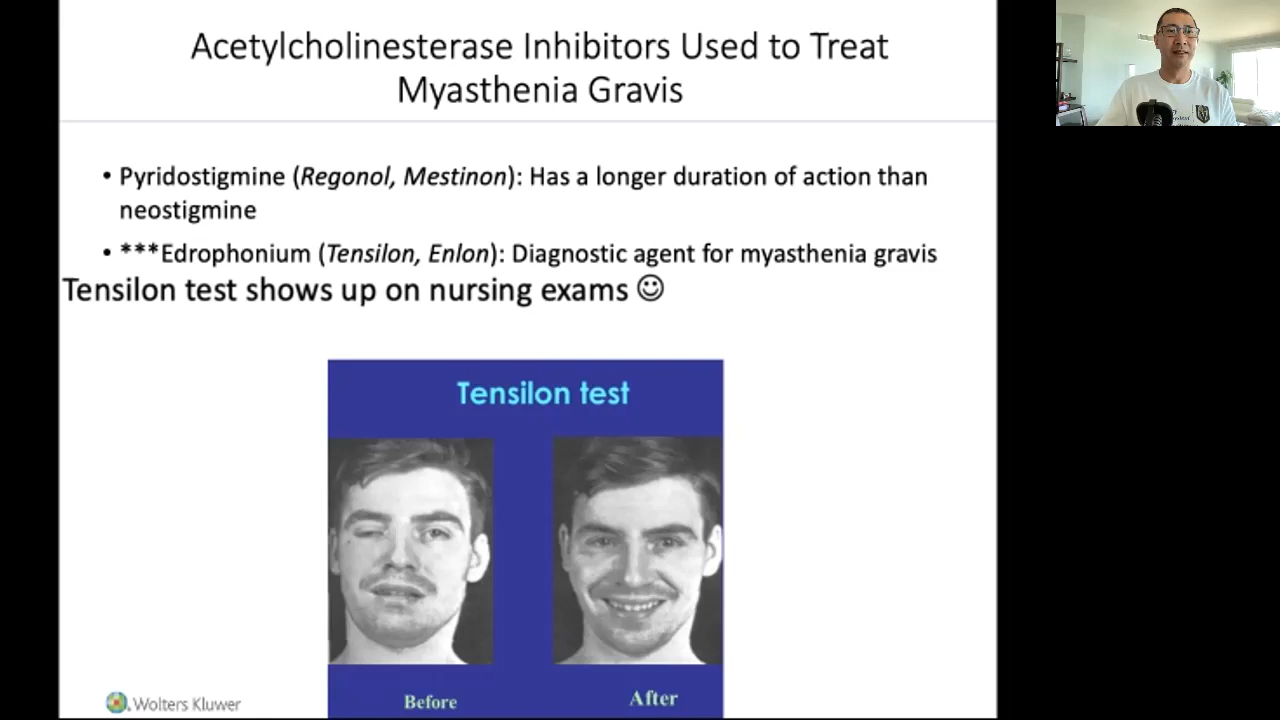 Acetylcholinesterase Inhibitors Used to Treat
Myasthenia Gravis
• Pyridostigmine (Regonol, Mestinon): Has a longer duration of action than
neostigmine
• ***Edrophonium (Tensilon, Enlon): Diagnostic agent for myasthenia gravis
Tensilon test shows up on nursing exams ☺
Tensilon test
Before
After
Wolters Kluwer